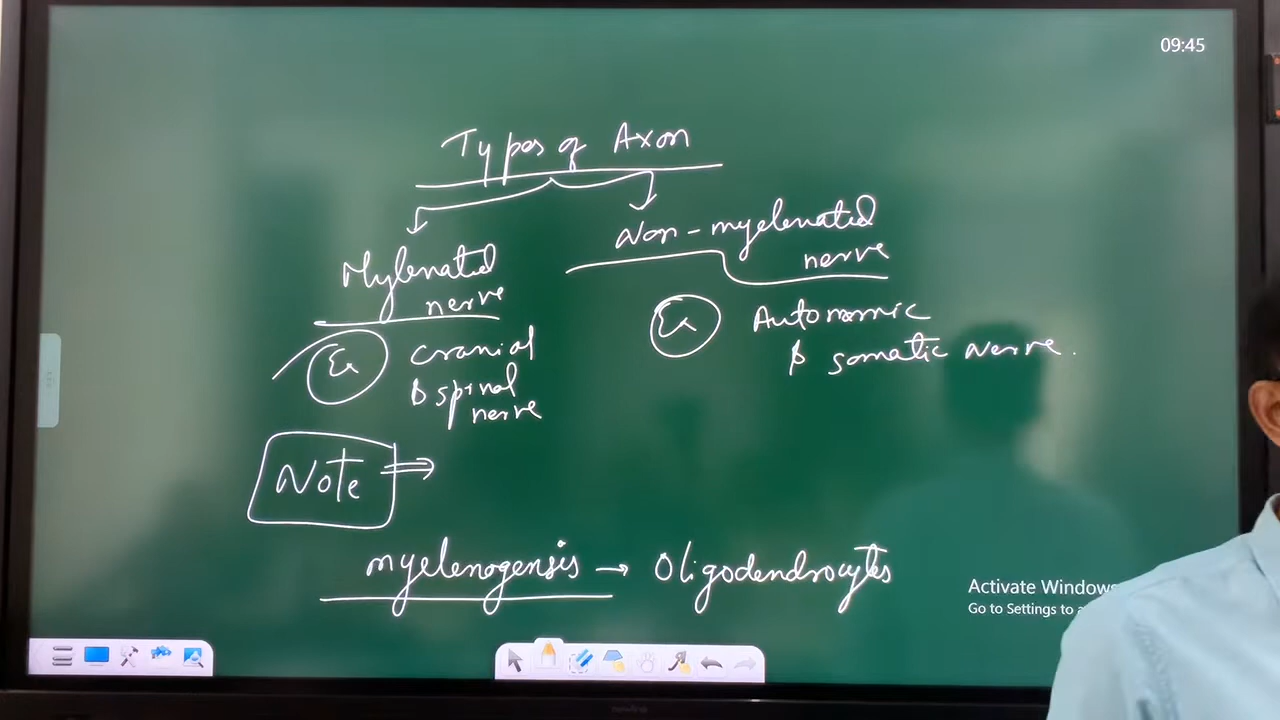 09:45
Types of Axon
Mylenated
nerve
Non-myelenated
nerve
Ex
cranial
& spinal
nerve
Ex
Autonomic
& somatic nerve.
Note ⇒
myelenogensis → Oligodendrocytes
Activate Windows
Go to Settings to a
newline